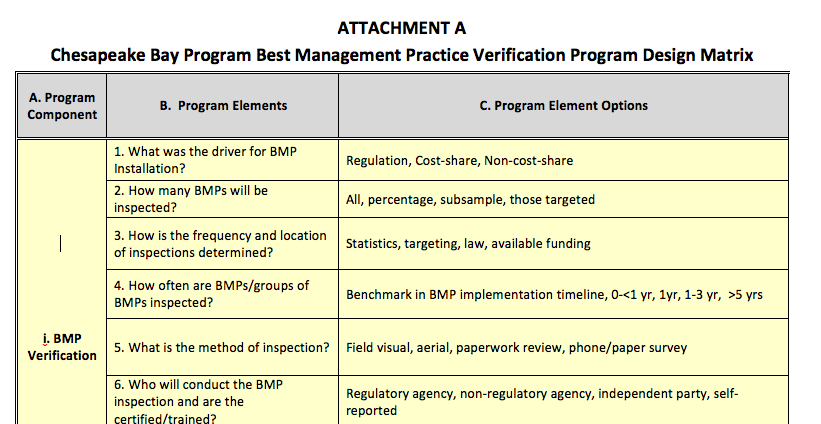 ATTACHMENT A
Chesapeake Bay Program Best Management Practice Verification Program Design Matrix
A. Program
Component
B. Program Elements
C. Program Element Options
i. BMP
Verification
1. What was the driver for BMP
Installation?
Regulation, Cost-share, Non-cost-share
2. How many BMPs will be
inspected?
All, percentage, subsample, those targeted
3. How is the frequency and location
of inspections determined?
Statistics, targeting, law, available funding
4. How often are BMPs/groups of
BMPs inspected?
Benchmark in BMP implementation timeline, 0-<1 yr, 1yr, 1-3 yr, >5 yrs
5. What is the method of inspection?
Field visual, aerial, paperwork review, phone/paper survey
6. Who will conduct the BMP
inspection and are the
certified/trained?
Regulatory agency, non-regulatory agency, independent party, self-
reported